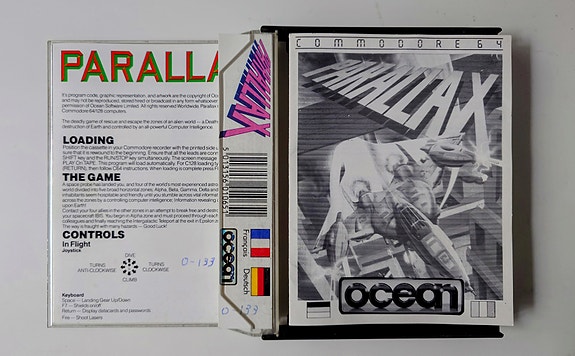 PARALLA
It's program code, graphic representation, and artwork are the copyright of Oc
and may not be reproduced, stored hired or broadcast in any form whatsoever
permission of Ocean Software Limited. All rights reserved Worldwide. Parallax
Commodore 64/128 computers.
The deadly game of rescue and escape the zones of an alien world — a Death
destruction of Earth and controlled by an all-powerful Computer Intelligence.
LOADING
Position the cassette in your Commodore recorder with the printed side
sure that it is rewound to the beginning. Ensure that all the leads are con
SHIFT key and the RUN/STOP key simultaneously. The screen message
PLAY On TAPE. This program will load automatically. For C128 loading ty
(RETURN), then C64 instructions. When loading is complete press
THE GAME
A space probe has landed you, and four of the world's most experienced ast
divided into five broad horizontal zones; Alpha, Beta, Gamma, Delta an
inhabitants seem hospitable and friendly until you stumble across vital infor
across the zones by controlling computer intelligence; information revealing
upon Earth!
Contact your four allies in the other zones in an attempt to break free and dest
your spacecraft. You begin in Alpha zone and must proceed through each
colleagues and finally reaching the Intergalactic Teleport at the exit in Epsilon
The way is fraught with many hazards — Good Luck!
CONTROLS
In Flight
Joystick
DIVE
TURNS ANTI-CLOCKWISE
TURNS CLOCKWISE
CLIMB
0-133
Keyboard
Space — Landing/Gear Up/Down
F7 — Shields on/off
Return — Display datacards and passwords
Fire — Shoot Lasers
PARALLAX
Français
Deutsch
ocean
0-133
COMMODORE 64
PARALLAX
ocean